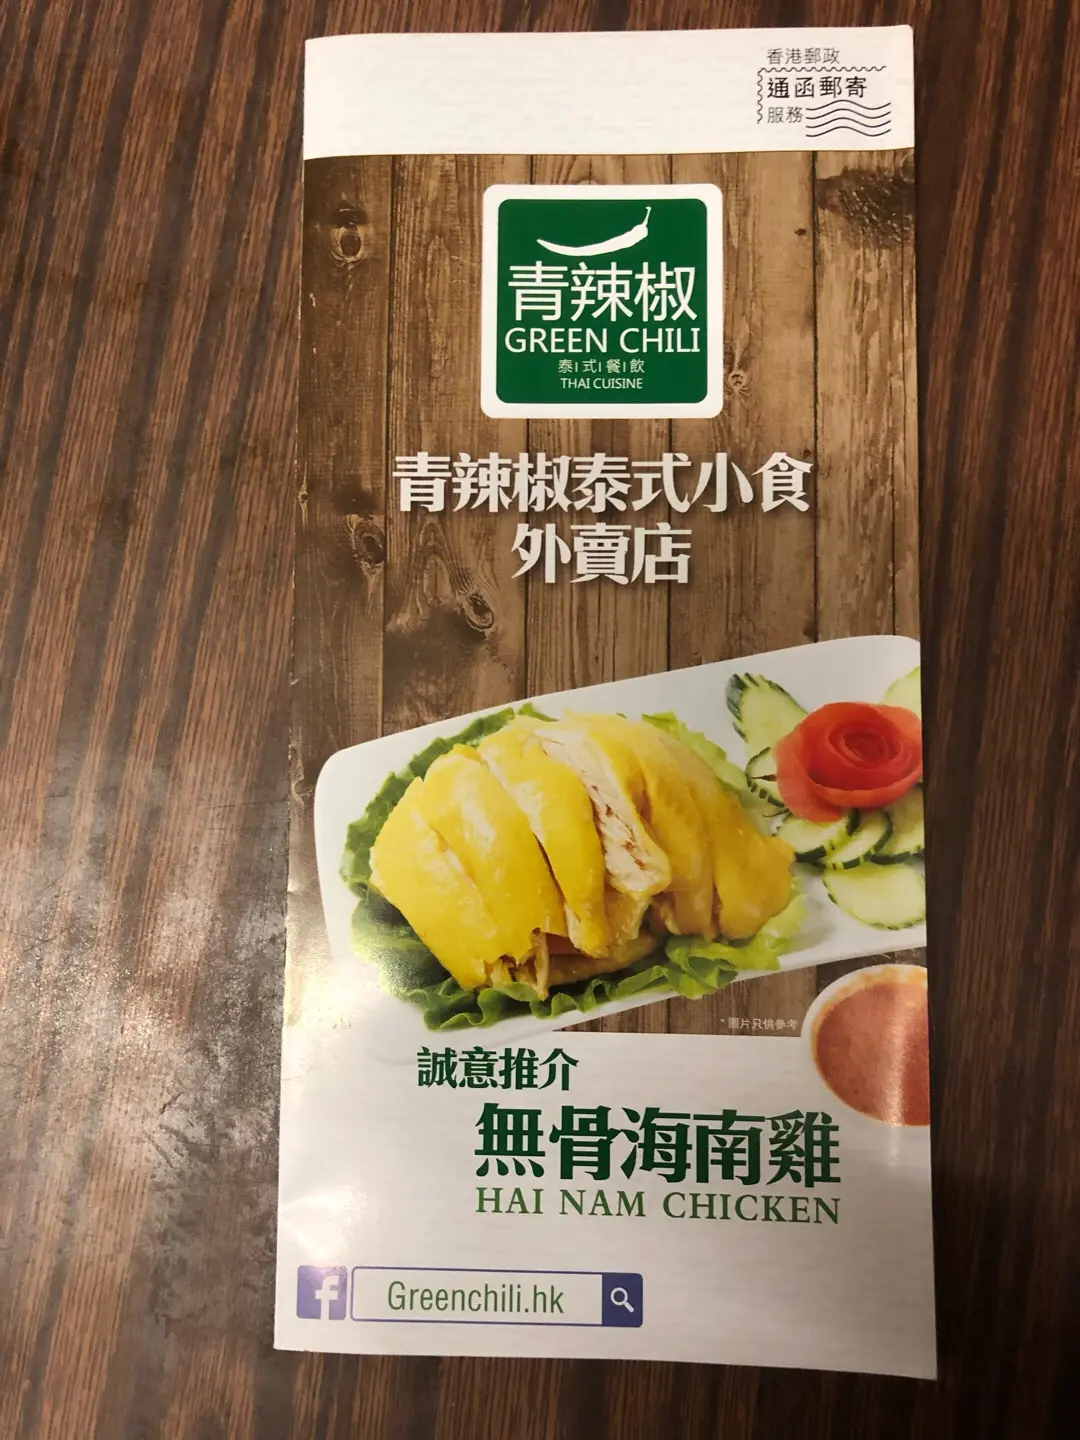 香港郵政
通函郵寄
服務
青辣椒
GREEN CHILI
泰|式|餐|飲
THAI CUISINE
青辣椒泰式小食
外賣店
*圖片只供參考
誠意推介
無骨海南雞
HAI NAM CHICKEN
f
Greenchili.hk